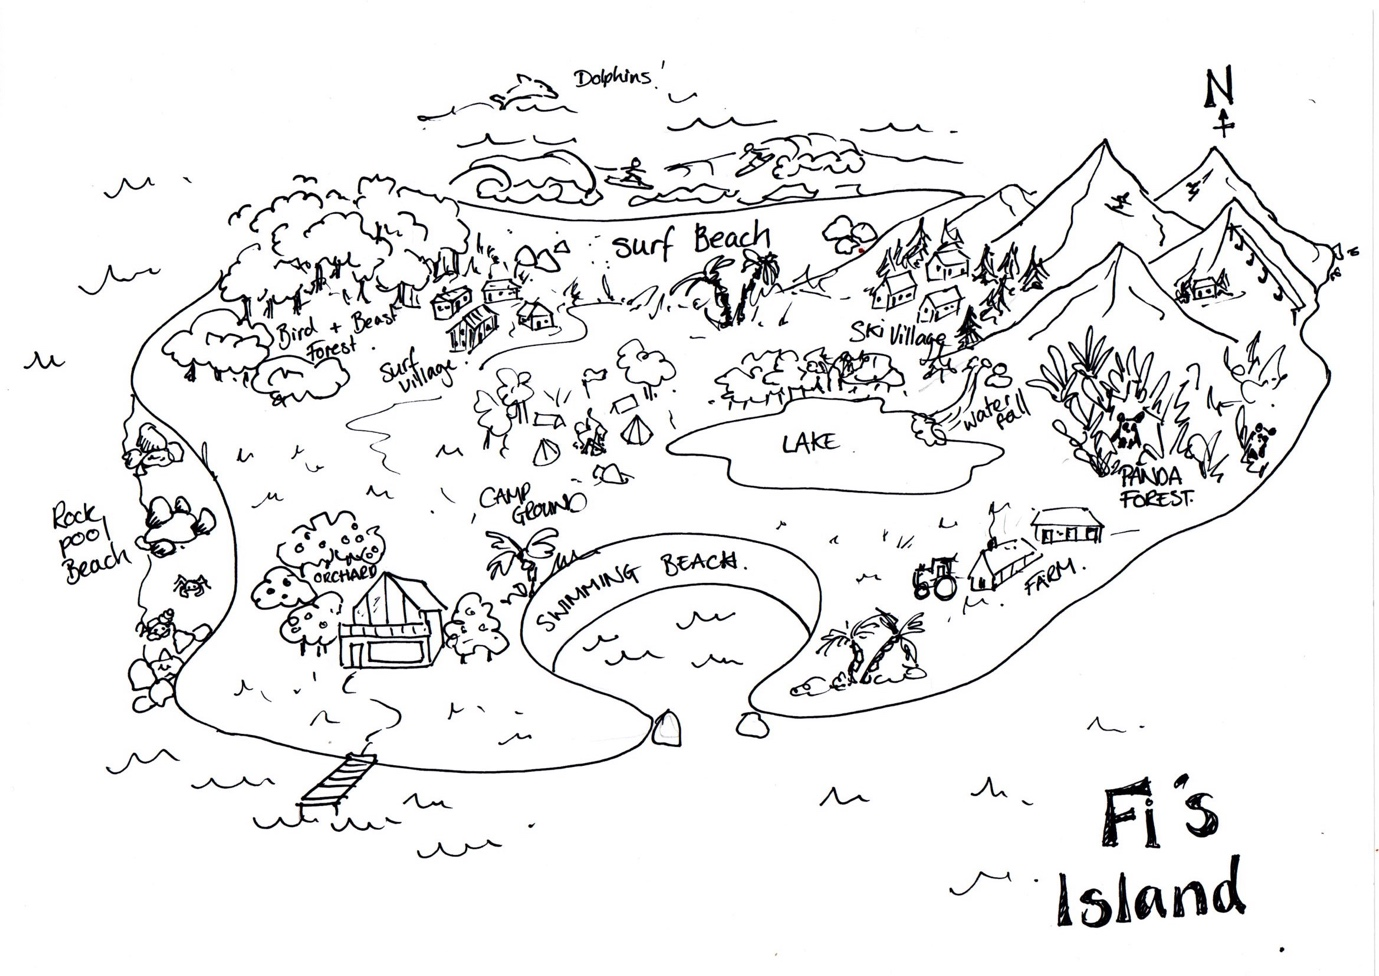 Dolphins!
N
Surf Beach
Bird + Beast
Forest
Surf
Village
Ski Village
water
fall
LAKE
PANDA
FOREST.
CAMP
GROUND
Rock
pool
Beach
ORCHARD
SWIMMING BEACH.
FARM.
Fi's
Island